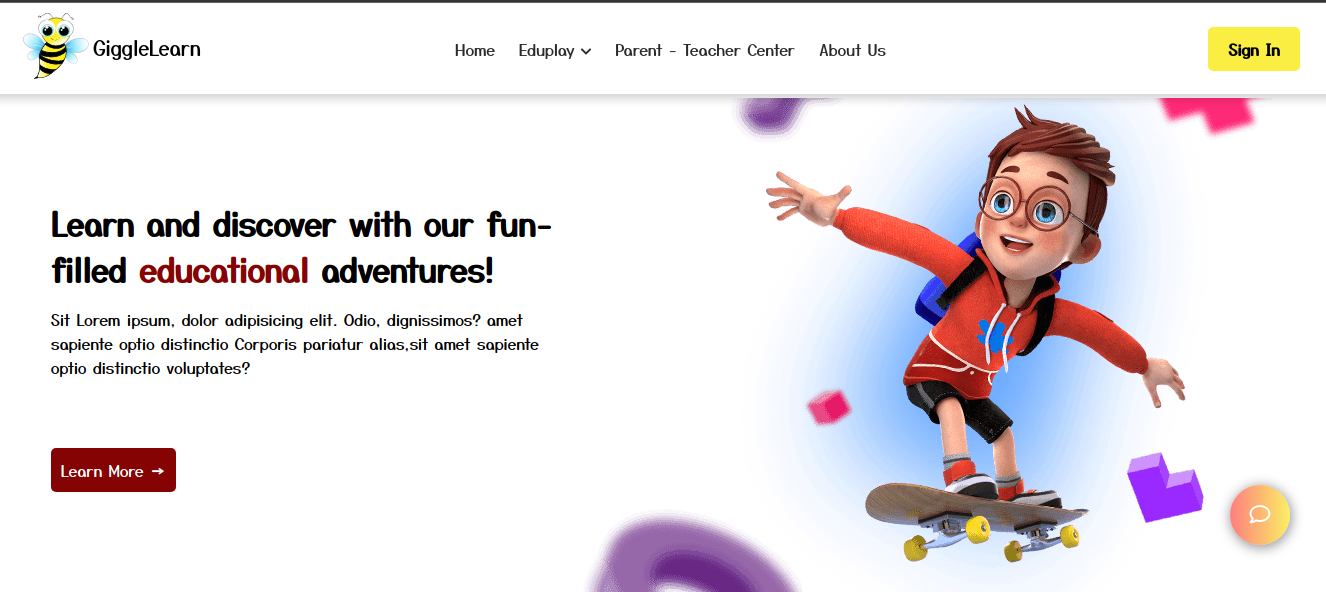 GiggleLearn
Home Eduplay Parent - Teacher Center About Us
Sign In
Learn and discover with our fun-
filled educational adventures!
Sit Lorem ipsum, dolor adipisicing elit. Odio, dignissimos? amet
sapiente optio distinctio Corporis pariatur alias,sit amet sapiente
optio distinctio voluptates?
Learn More →